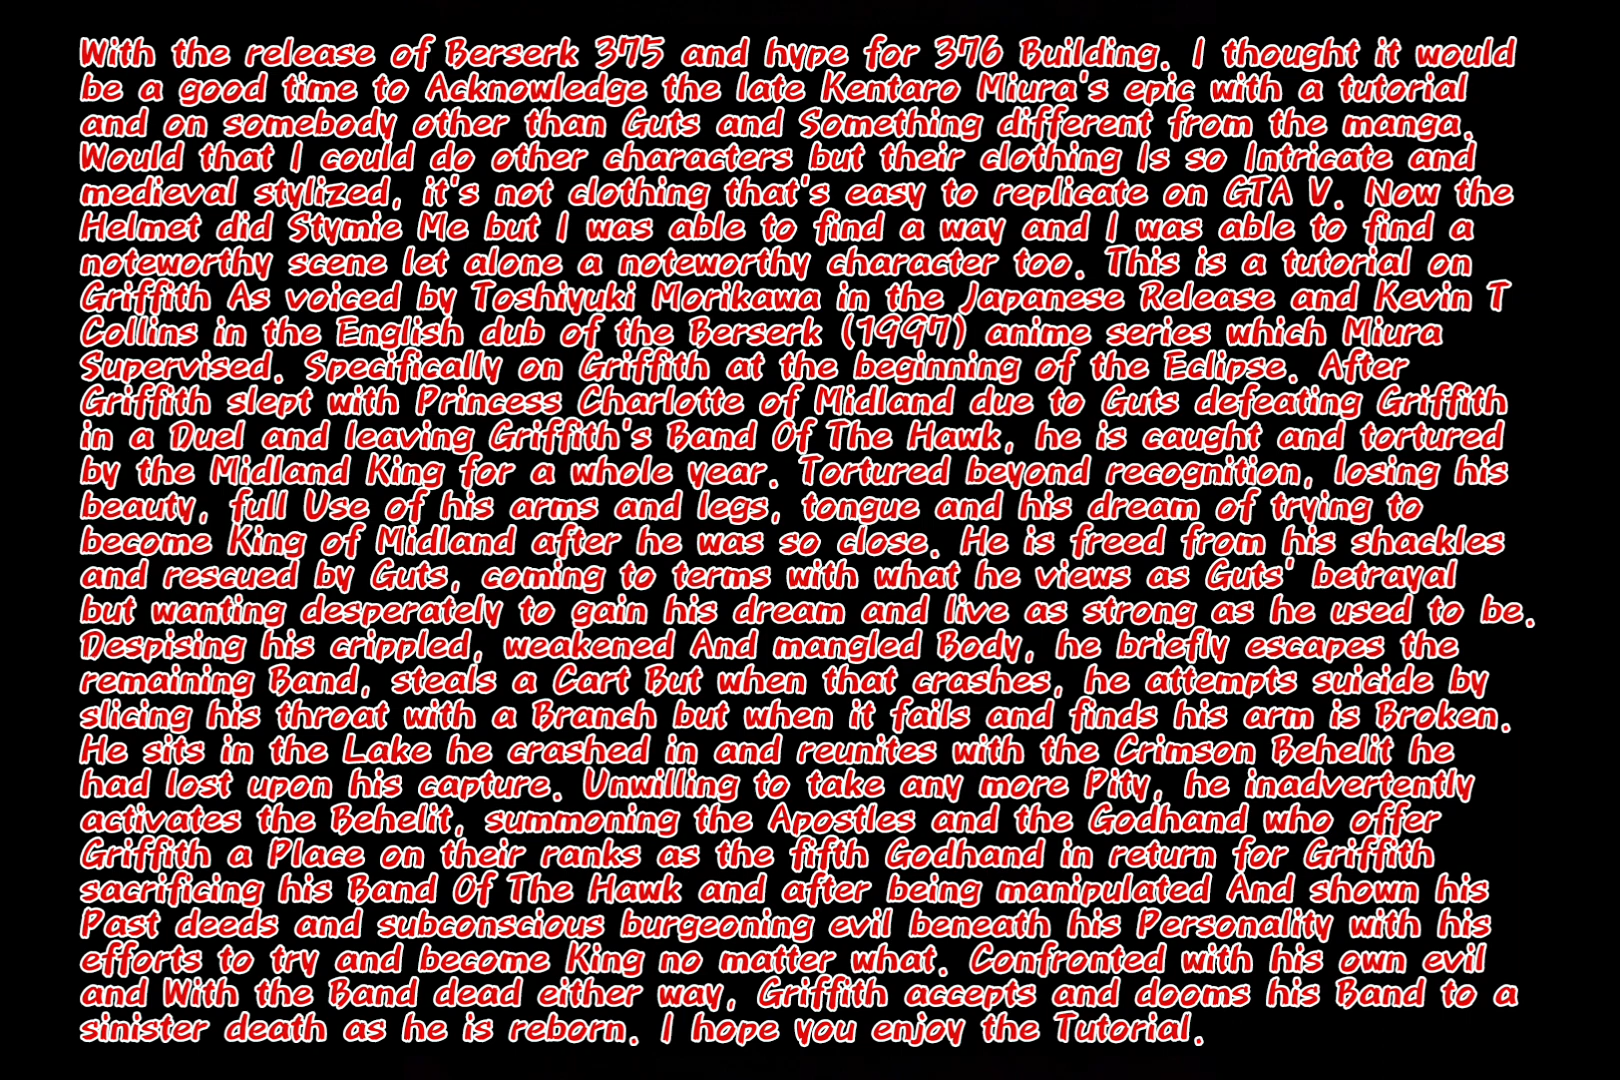 With the release of Berserk 375 and hype for 376 Building. I thought it would
be a good time to Acknowledge the late Kentaro Miura's epic with a tutorial
and on somebody other than Guts and Something different from the manga.
Would that I could do other characters but their clothing Is so Intricate and
medieval stylized, it's not clothing that's easy to replicate on GTA V. Now the
Helmet did Stymie Me but I was able to find a way and I was able to find a
noteworthy scene let alone a noteworthy character too. This is a tutorial on
Griffith As voiced by Toshiyuki Morikawa in the Japanese Release and Kevin T
Collins in the English dub of the Berserk (1997) anime series which Miura
Supervised. Specifically on Griffith at the beginning of the Eclipse. After
Griffith slept with Princess Charlotte of Midland due to Guts defeating Griffith
in a Duel and leaving Griffith's Band Of The Hawk, he is caught and tortured
by the Midland King for a whole year. Tortured beyond recognition, losing his
beauty, full Use of his arms and legs, tongue and his dream of trying to
become King of Midland after he was so close. He is freed from his shackles
and rescued by Guts, coming to terms with what he views as Guts' betrayal
but wanting desperately to gain his dream and live as strong as he used to be.
Despising his crippled, weakened And mangled Body, he briefly escapes the
remaining Band, steals a Cart But when that crashes, he attempts suicide by
slicing his throat with a Branch but when it fails and finds his arm is Broken.
He sits in the Lake he crashed in and reunites with the Crimson Behelit he
had lost upon his capture. Unwilling to take any more Pity, he inadvertently
activates the Behelit, summoning the Apostles and the Godhand who offer
Griffith a Place on their ranks as the fifth Godhand in return for Griffith
sacrificing his Band Of The Hawk and after being manipulated And shown his
Past deeds and subconscious burgeoning evil beneath his Personality with his
efforts to try and become King no matter what. Confronted with his own evil
and With the Band dead either way, Griffith accepts and dooms his Band to a
sinister death as he is reborn. I hope you enjoy the Tutorial.